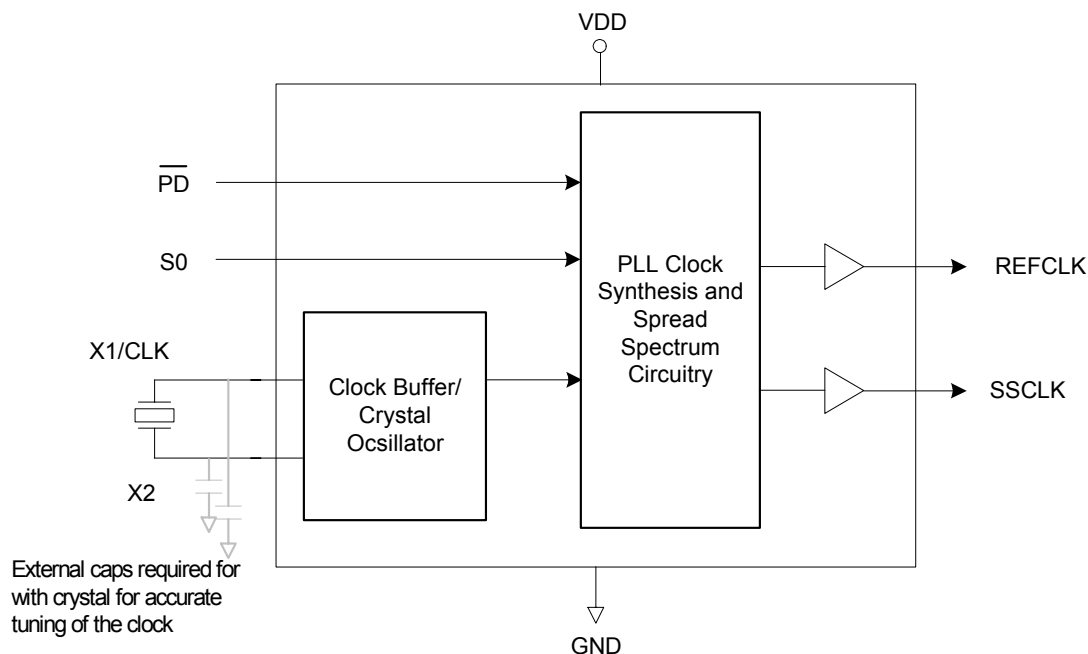 VDD
PD
S0
PLL Clock
Synthesis and
Spread
Spectrum
Circuitry
REFCLK
SSCLK
X1/CLK
Clock Buffer/
Crystal
Ocsillator
X2
External caps required for
with crystal for accurate
tuning of the clock
GND